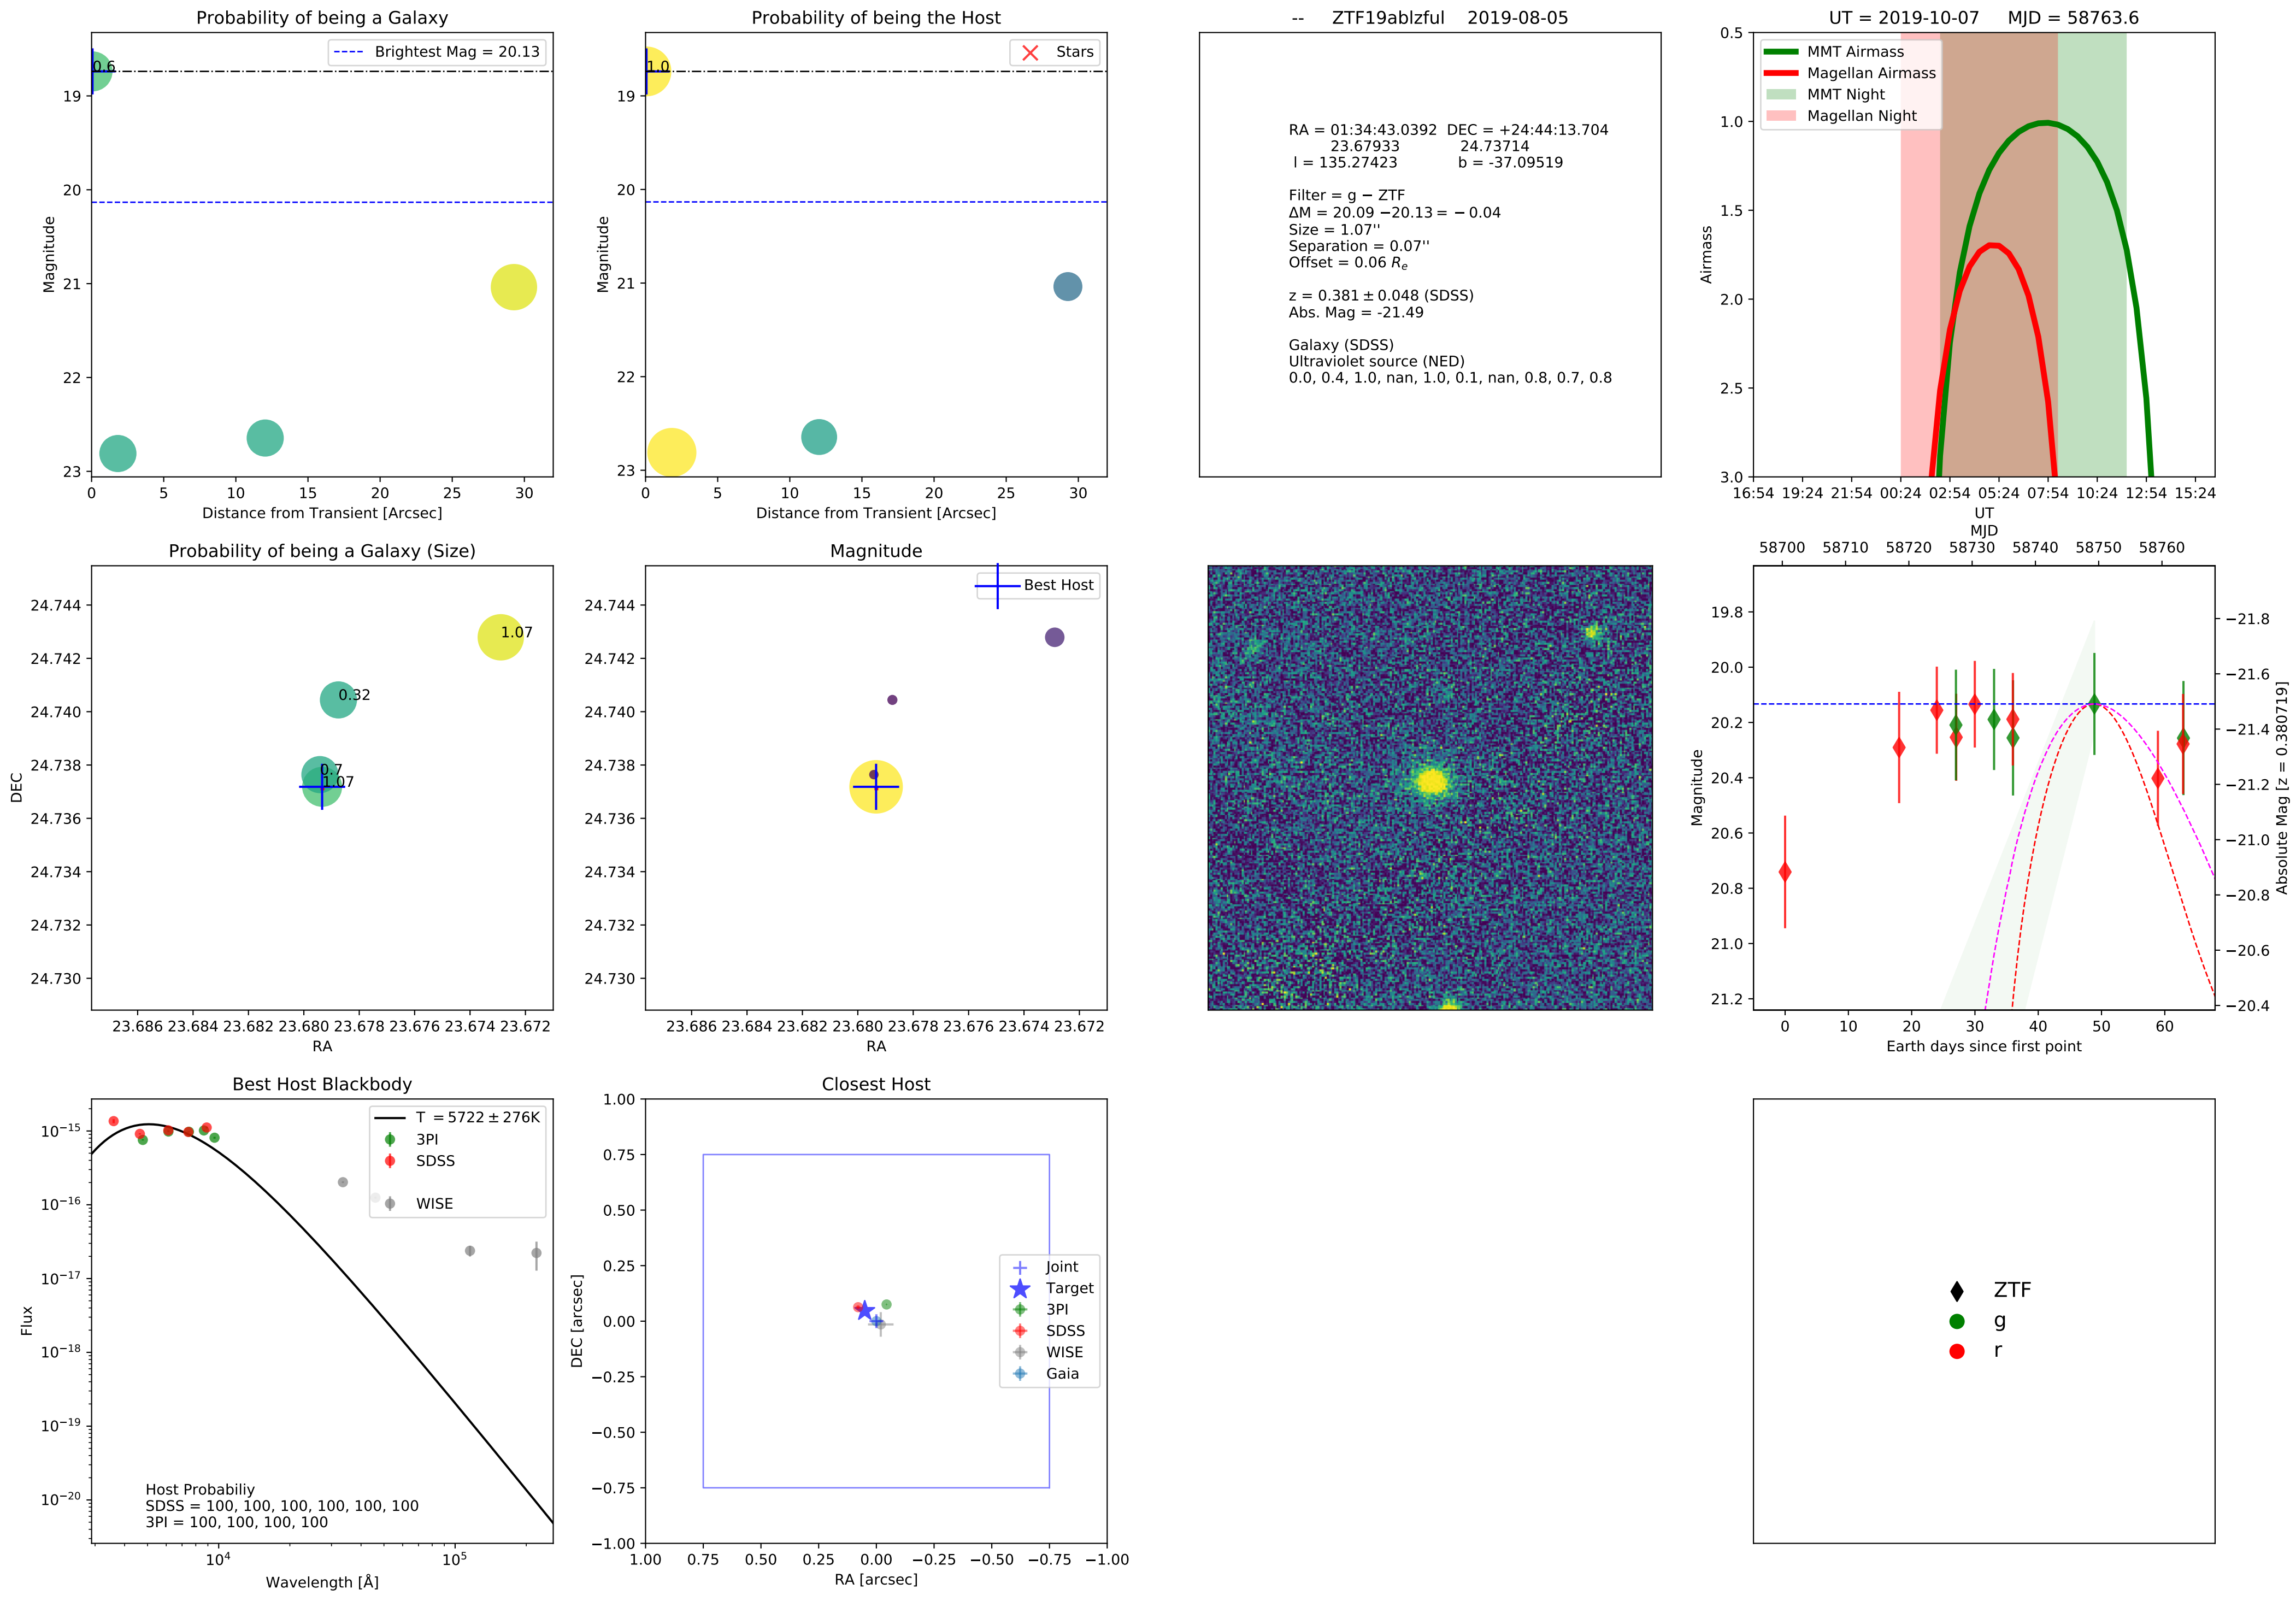 Probability of being a Galaxy
Brightest Mag = 20.13
0.6
19
20
21
22
23
Magnitude
0 5 10 15 20 25 30
Distance from Transient [Arcsec]
Probability of being the Host
Stars
1.0
19
20
21
22
23
Magnitude
0 5 10 15 20 25 30
Distance from Transient [Arcsec]
-- ZTF19ablzful 2019-08-05
RA = 01:34:43.0392 DEC = +24:44:13.704
23.67933 24.73714
l = 135.27423 b = -37.09519
Filter = g − ZTF
ΔM = 20.09 −20.13 = − 0.04
Size = 1.07''
Separation = 0.07''
Offset = 0.06 Re
z = 0.381 ± 0.048 (SDSS)
Abs. Mag = -21.49
Galaxy (SDSS)
Ultraviolet source (NED)
0.0, 0.4, 1.0, nan, 1.0, 0.1, nan, 0.8, 0.7, 0.8
UT = 2019-10-07 MJD = 58763.6
MMT Airmass
Magellan Airmass
MMT Night
Magellan Night
0.5
1.0
1.5
2.0
2.5
3.0
Airmass
16:54 19:24 21:54 00:24 02:54 05:24 07:54 10:24 12:54 15:24
UT
Probability of being a Galaxy (Size)
1.07
0.32
0.7
1.07
24.744
24.742
24.740
24.738
24.736
24.734
24.732
24.730
DEC
23.686 23.684 23.682 23.680 23.678 23.676 23.674 23.672
RA
Magnitude
Best Host
24.744
24.742
24.740
24.738
24.736
24.734
24.732
24.730
23.686 23.684 23.682 23.680 23.678 23.676 23.674 23.672
RA
MJD
58700 58710 58720 58730 58740 58750 58760
19.8
20.0
20.2
20.4
20.6
20.8
21.0
21.2
Magnitude
−21.8
−21.6
−21.4
−21.2
−21.0
−20.8
−20.6
−20.4
Absolute Mag [z = 0.380719]
0 10 20 30 40 50 60
Earth days since first point
Best Host Blackbody
T = 5722 ± 276K
3PI
SDSS
WISE
10−15
10−16
10−17
10−18
10−19
10−20
Flux
Host Probabiliy
SDSS = 100, 100, 100, 100, 100, 100
3PI = 100, 100, 100, 100
104 105
Wavelength [Å]
Closest Host
Joint
Target
3PI
SDSS
WISE
Gaia
1.00
0.75
0.50
0.25
0.00
−0.25
−0.50
−0.75
−1.00
DEC [arcsec]
1.00 0.75 0.50 0.25 0.00 −0.25 −0.50 −0.75 −1.00
RA [arcsec]
ZTF
g
r